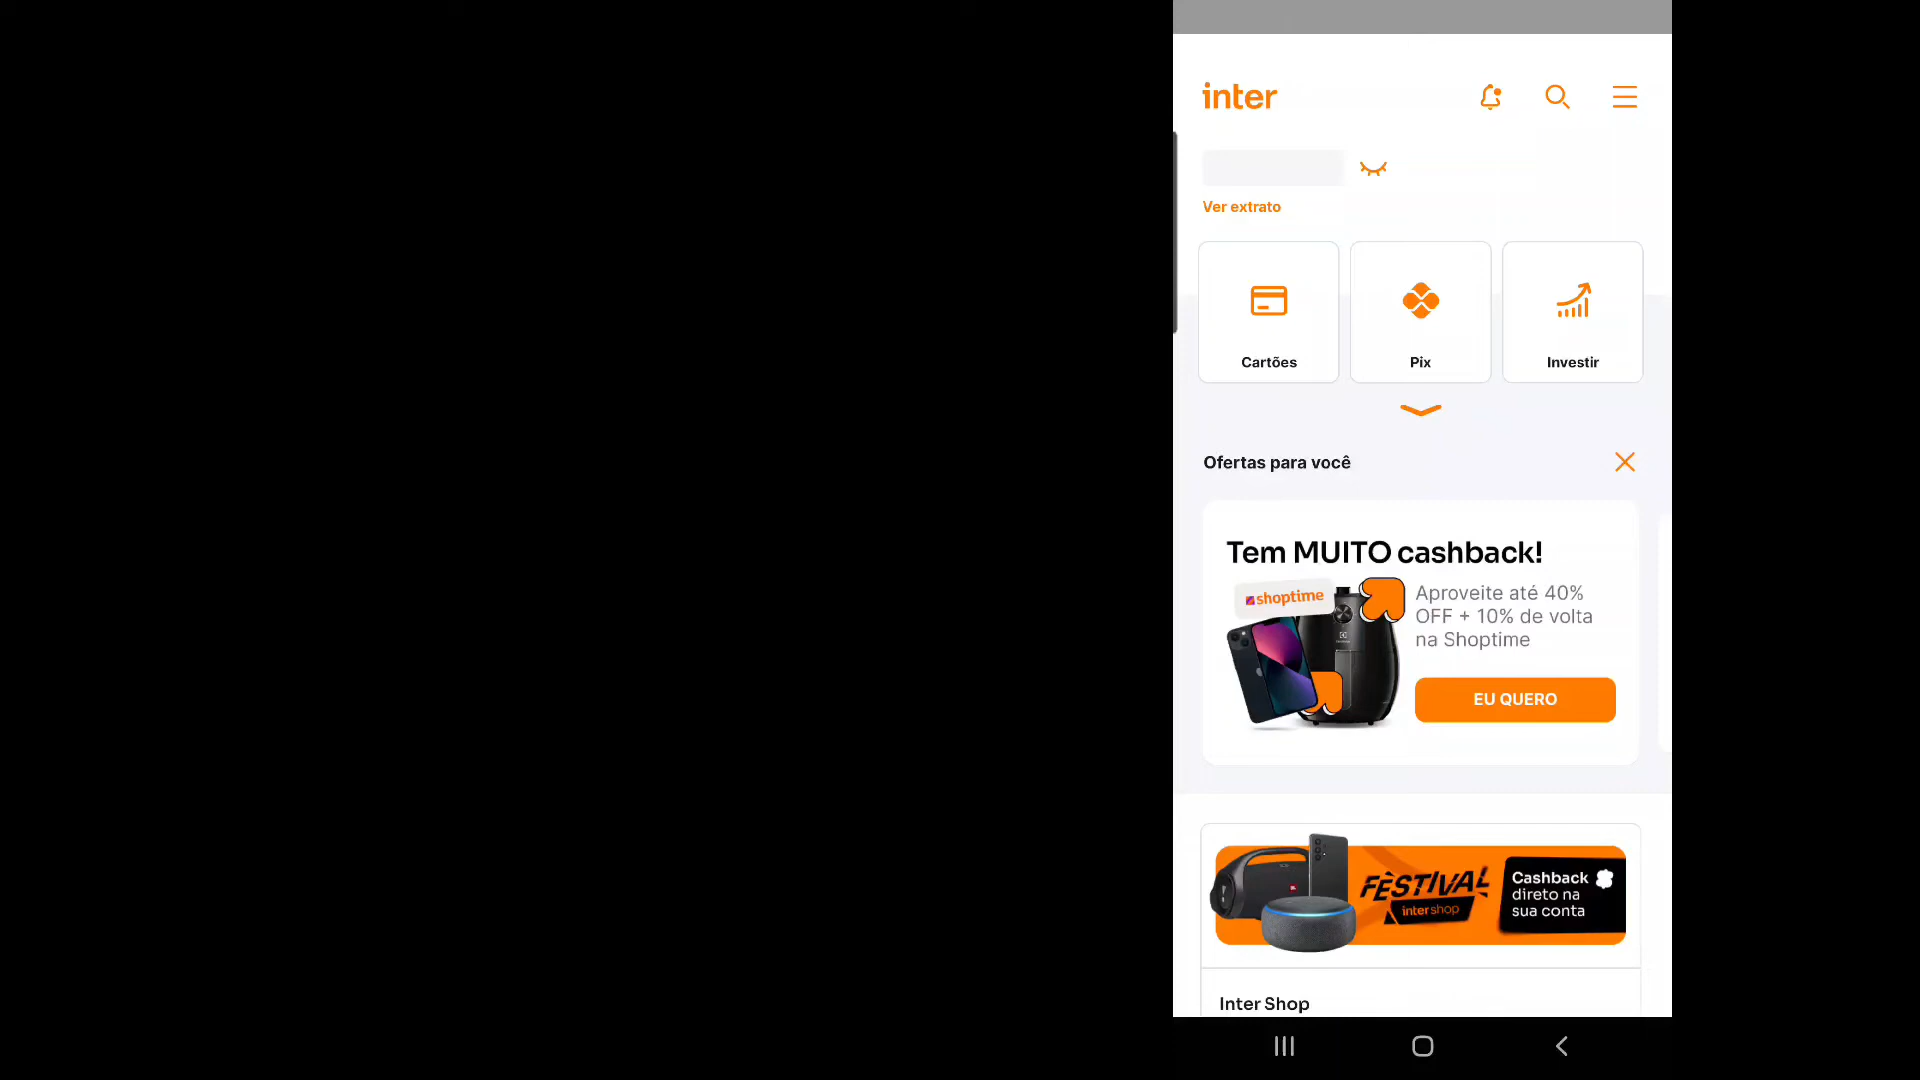 inter
Ver extrato
Cartões
Pix
Investir
Ofertas para você
Tem MUITO cashback!
shoptime
Aproveite até 40%
OFF + 10% de volta
na Shoptime
EU QUERO
FESTIVAL
inter shop
Cashback
direto na
sua conta
Inter Shop